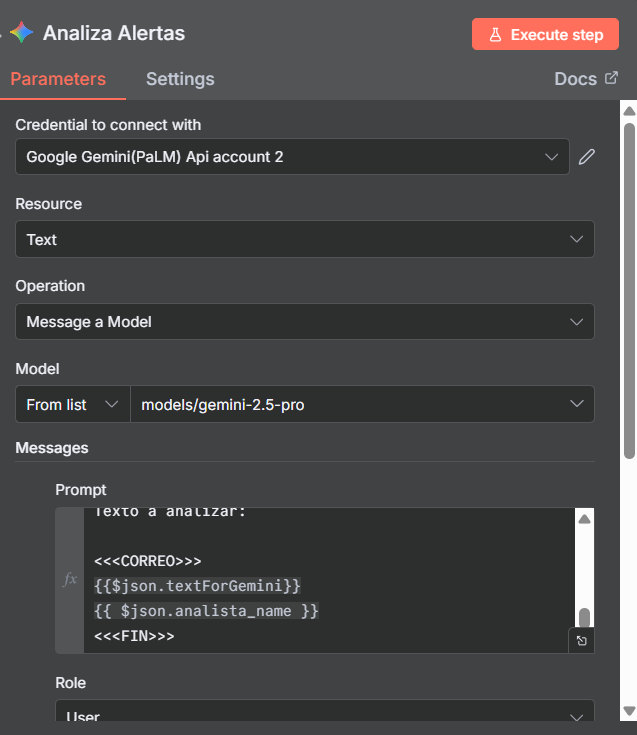 Analiza Alertas
Execute step
Parameters
Settings
Docs
Credential to connect with
Google Gemini(PaLM) Api account 2
Resource
Text
Operation
Message a Model
Model
From list
models/gemini-2.5-pro
Messages
Prompt
Texto a analizar:
<<<CORREO>>>
fx
{{$json.textForGemini}}
{{ $json.analista_name }}
<<<FIN>>>
Role
User